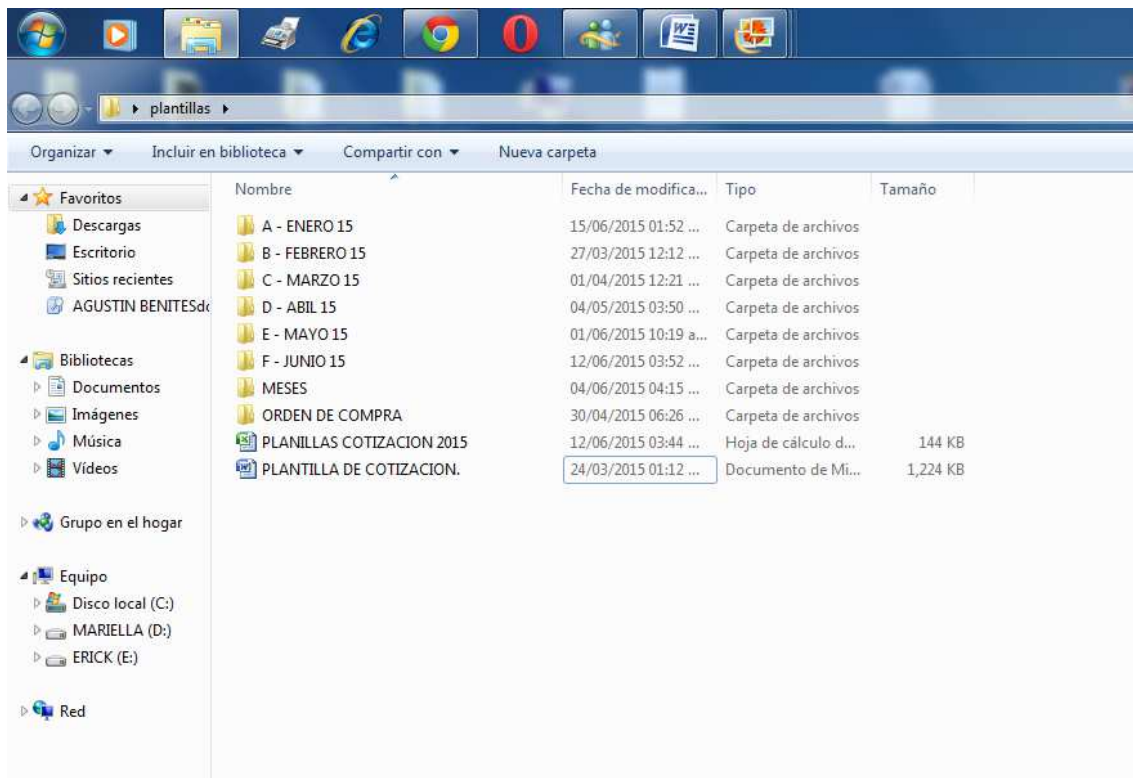 plantillas
Organizar Incluir en biblioteca Compartir con Nueva carpeta
Favoritos
Descargas
Escritorio
Sitios recientes
AGUSTIN BENITESdo
Bibliotecas
Documentos
Imágenes
Música
Vídeos
Grupo en el hogar
Equipo
Disco local (C:)
MARIELLA (D:)
ERICK (E:)
Red
Nombre Fecha de modifica... Tipo Tamaño
A - ENERO 15 15/06/2015 01:52 ... Carpeta de archivos
B - FEBRERO 15 27/03/2015 12:12 ... Carpeta de archivos
C - MARZO 15 01/04/2015 12:21 ... Carpeta de archivos
D - ABIL 15 04/05/2015 03:50 ... Carpeta de archivos
E - MAYO 15 01/06/2015 10:19 a... Carpeta de archivos
F - JUNIO 15 12/06/2015 03:52 ... Carpeta de archivos
MESES 04/06/2015 04:15 ... Carpeta de archivos
ORDEN DE COMPRA 30/04/2015 06:26 ... Carpeta de archivos
PLANILLAS COTIZACION 2015 12/06/2015 03:44 ... Hoja de cálculo d... 144 KB
PLANTILLA DE COTIZACION. 24/03/2015 01:12 ... Documento de Mi... 1,224 KB